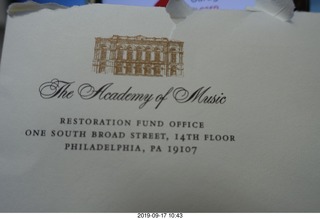 The Academy of Music
RESTORATION FUND OFFICE
ONE SOUTH BROAD STREET, 14TH FLOOR
PHILADELPHIA, PA 19107
2019-09-17 10:43